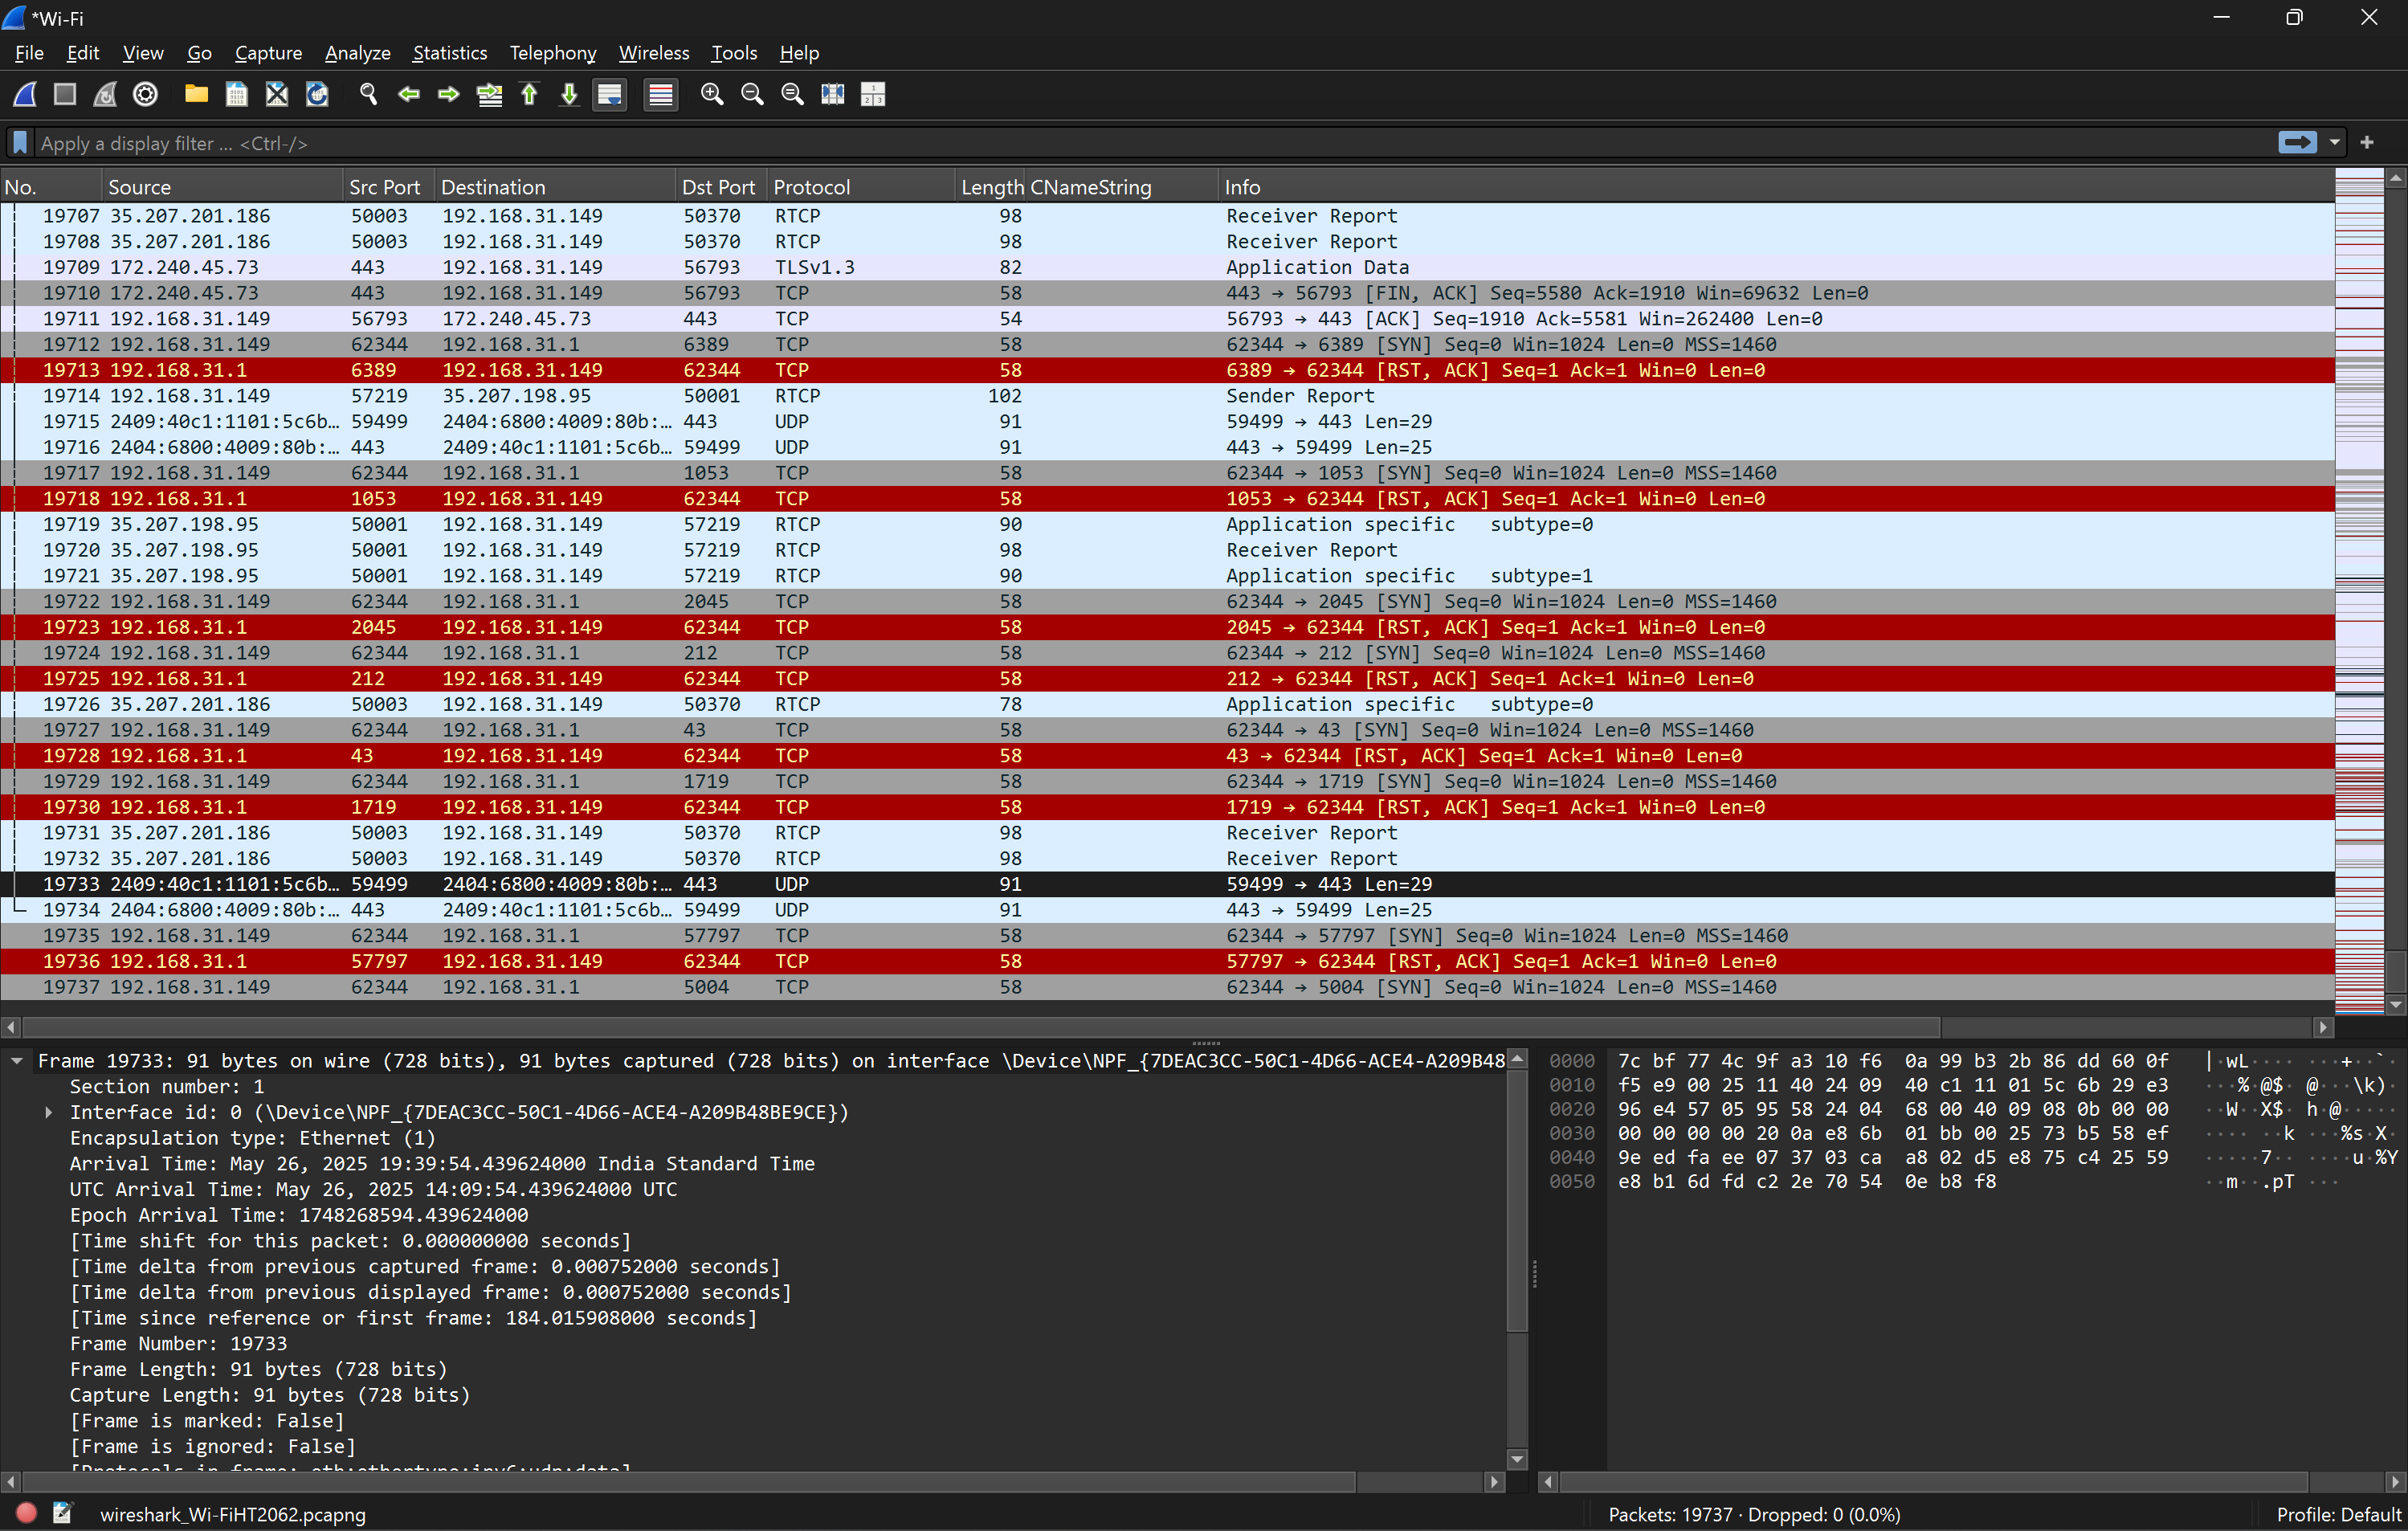 *Wi-Fi
File Edit View Go Capture Analyze Statistics Telephony Wireless Tools Help
Apply a display filter ... <Ctrl-/>
No. Source Src Port Destination Dst Port Protocol Length CNameString Info
19707 35.207.201.186 50003 192.168.31.149 50370 RTCP 98 Receiver Report
19708 35.207.201.186 50003 192.168.31.149 50370 RTCP 98 Receiver Report
19709 172.240.45.73 443 192.168.31.149 56793 TLSv1.3 82 Application Data
19710 172.240.45.73 443 192.168.31.149 56793 TCP 58 443 → 56793 [FIN, ACK] Seq=5580 Ack=1910 Win=69632 Len=0
19711 192.168.31.149 56793 172.240.45.73 443 TCP 54 56793 → 443 [ACK] Seq=1910 Ack=5581 Win=262400 Len=0
19712 192.168.31.149 62344 192.168.31.1 6389 TCP 58 62344 → 6389 [SYN] Seq=0 Win=1024 Len=0 MSS=1460
19713 192.168.31.1 6389 192.168.31.149 62344 TCP 58 6389 → 62344 [RST, ACK] Seq=1 Ack=1 Win=0 Len=0
19714 192.168.31.149 57219 35.207.198.95 50001 RTCP 102 Sender Report
19715 2409:40c1:1101:5c6b… 59499 2404:6800:4009:80b:… 443 UDP 91 59499 → 443 Len=29
19716 2404:6800:4009:80b:… 443 2409:40c1:1101:5c6b… 59499 UDP 91 443 → 59499 Len=25
19717 192.168.31.149 62344 192.168.31.1 1053 TCP 58 62344 → 1053 [SYN] Seq=0 Win=1024 Len=0 MSS=1460
19718 192.168.31.1 1053 192.168.31.149 62344 TCP 58 1053 → 62344 [RST, ACK] Seq=1 Ack=1 Win=0 Len=0
19719 35.207.198.95 50001 192.168.31.149 57219 RTCP 90 Application specific subtype=0
19720 35.207.198.95 50001 192.168.31.149 57219 RTCP 98 Receiver Report
19721 35.207.198.95 50001 192.168.31.149 57219 RTCP 90 Application specific subtype=1
19722 192.168.31.149 62344 192.168.31.1 2045 TCP 58 62344 → 2045 [SYN] Seq=0 Win=1024 Len=0 MSS=1460
19723 192.168.31.1 2045 192.168.31.149 62344 TCP 58 2045 → 62344 [RST, ACK] Seq=1 Ack=1 Win=0 Len=0
19724 192.168.31.149 62344 192.168.31.1 212 TCP 58 62344 → 212 [SYN] Seq=0 Win=1024 Len=0 MSS=1460
19725 192.168.31.1 212 192.168.31.149 62344 TCP 58 212 → 62344 [RST, ACK] Seq=1 Ack=1 Win=0 Len=0
19726 35.207.201.186 50003 192.168.31.149 50370 RTCP 78 Application specific subtype=0
19727 192.168.31.149 62344 192.168.31.1 43 TCP 58 62344 → 43 [SYN] Seq=0 Win=1024 Len=0 MSS=1460
19728 192.168.31.1 43 192.168.31.149 62344 TCP 58 43 → 62344 [RST, ACK] Seq=1 Ack=1 Win=0 Len=0
19729 192.168.31.149 62344 192.168.31.1 1719 TCP 58 62344 → 1719 [SYN] Seq=0 Win=1024 Len=0 MSS=1460
19730 192.168.31.1 1719 192.168.31.149 62344 TCP 58 1719 → 62344 [RST, ACK] Seq=1 Ack=1 Win=0 Len=0
19731 35.207.201.186 50003 192.168.31.149 50370 RTCP 98 Receiver Report
19732 35.207.201.186 50003 192.168.31.149 50370 RTCP 98 Receiver Report
19733 2409:40c1:1101:5c6b… 59499 2404:6800:4009:80b:… 443 UDP 91 59499 → 443 Len=29
19734 2404:6800:4009:80b:… 443 2409:40c1:1101:5c6b… 59499 UDP 91 443 → 59499 Len=25
19735 192.168.31.149 62344 192.168.31.1 57797 TCP 58 62344 → 57797 [SYN] Seq=0 Win=1024 Len=0 MSS=1460
19736 192.168.31.1 57797 192.168.31.149 62344 TCP 58 57797 → 62344 [RST, ACK] Seq=1 Ack=1 Win=0 Len=0
19737 192.168.31.149 62344 192.168.31.1 5004 TCP 58 62344 → 5004 [SYN] Seq=0 Win=1024 Len=0 MSS=1460
Frame 19733: 91 bytes on wire (728 bits), 91 bytes captured (728 bits) on interface \Device\NPF_{7DEAC3CC-50C1-4D66-ACE4-A209B48
Section number: 1
Interface id: 0 (\Device\NPF_{7DEAC3CC-50C1-4D66-ACE4-A209B48BE9CE})
Encapsulation type: Ethernet (1)
Arrival Time: May 26, 2025 19:39:54.439624000 India Standard Time
UTC Arrival Time: May 26, 2025 14:09:54.439624000 UTC
Epoch Arrival Time: 1748268594.439624000
[Time shift for this packet: 0.000000000 seconds]
[Time delta from previous captured frame: 0.000752000 seconds]
[Time delta from previous displayed frame: 0.000752000 seconds]
[Time since reference or first frame: 184.015908000 seconds]
Frame Number: 19733
Frame Length: 91 bytes (728 bits)
Capture Length: 91 bytes (728 bits)
[Frame is marked: False]
[Frame is ignored: False]
0000 7c bf 77 4c 9f a3 10 f6 0a 99 b3 2b 86 dd 60 0f |·wL···· ···+··`·
0010 f5 e9 00 25 11 40 24 09 40 c1 11 01 5c 6b 29 e3 ···%·@$· @···\k)·
0020 96 e4 57 05 95 58 24 04 68 00 40 09 08 0b 00 00 ··W··X$· h·@·····
0030 00 00 00 00 20 0a e8 6b 01 bb 00 25 73 b5 58 ef ···· ··k ···%s·X·
0040 9e ed fa ee 07 37 03 ca a8 02 d5 e8 75 c4 25 59 ·····7·· ····u·%Y
0050 e8 b1 6d fd c2 2e 70 54 0e b8 f8 ··m··.pT ···
wireshark_Wi-FiHT2062.pcapng
Packets: 19737 · Dropped: 0 (0.0%)
Profile: Default